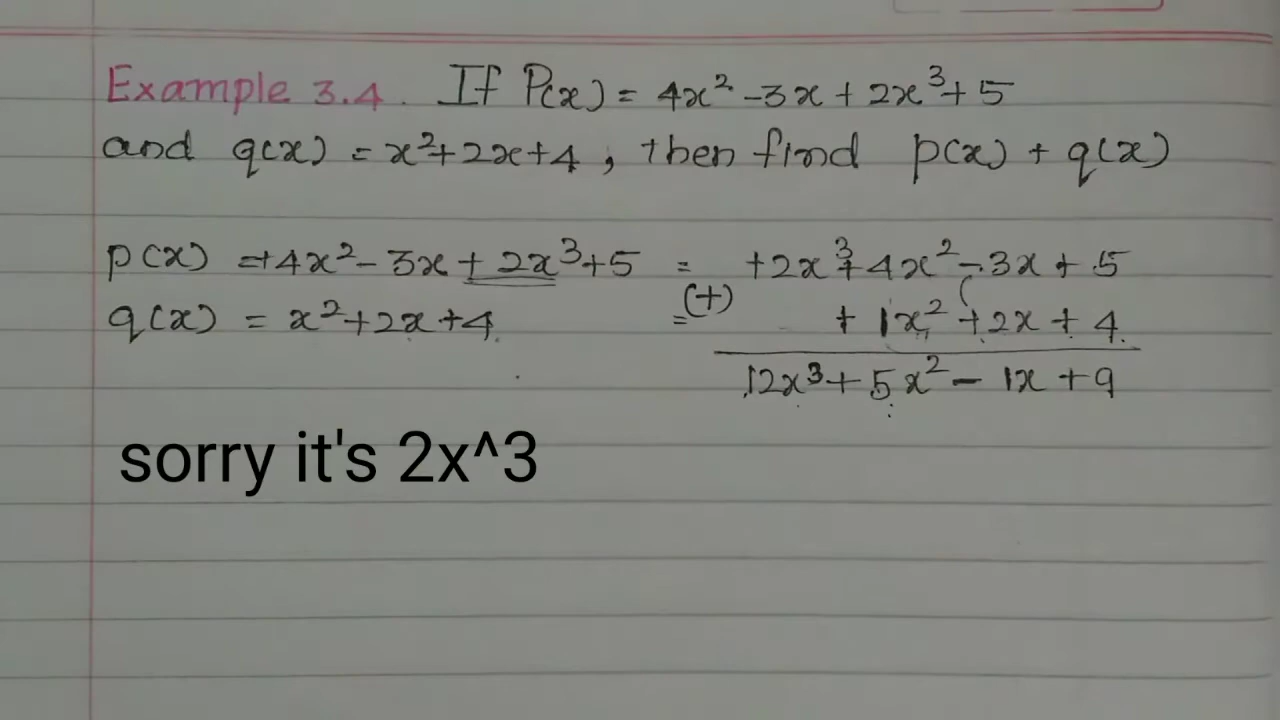 Example 3.4. If P(x) = 4x² - 3x + 2x³ + 5
and q(x) = x² + 2x + 4, then find p(x) + q(x)
p(x) = +4x² - 3x + 2x³ + 5 = +2x³ + 4x² - 3x + 5
q(x) = x² + 2x + 4 = (+) + 1x² + 2x + 4
12x³ + 5x² - 1x + 9
sorry it's 2x^3